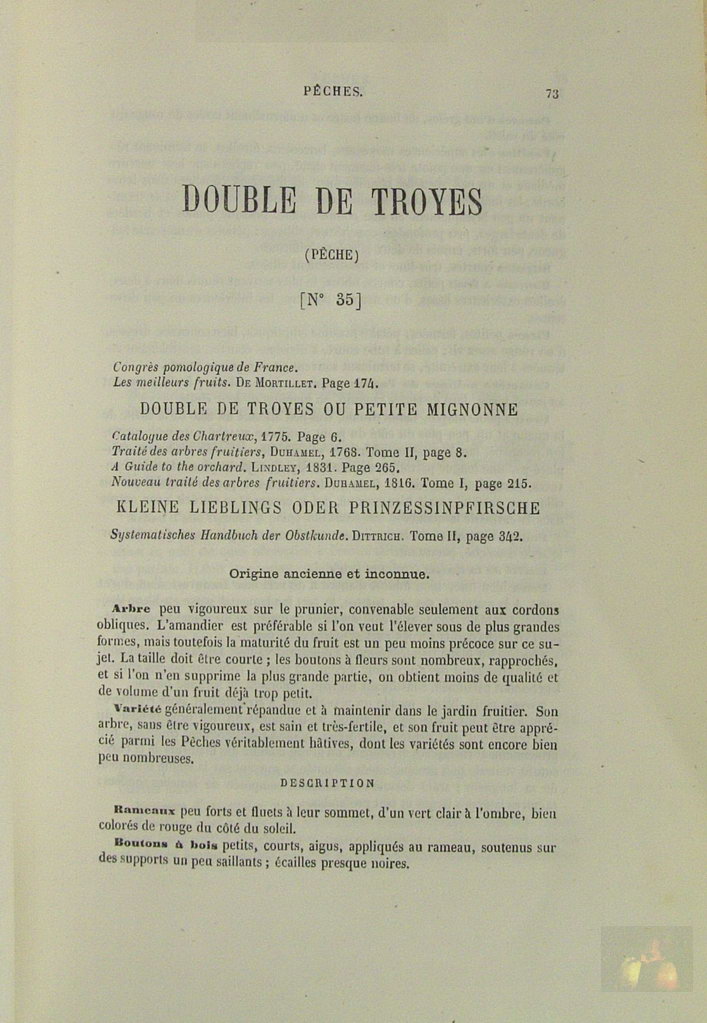 PÊCHES.
73
DOUBLE DE TROYES
(PÊCHE)
[N° 35]
Congrès pomologique de France.
Les meilleurs fruits. DE MORTILLET. Page 174.
DOUBLE DE TROYES OU PETITE MIGNONNE
Catalogue des Chartreux, 1775. Page 6.
Traité des arbres fruitiers, DUHAMEL, 1768. Tome II, page 8.
A Guide to the orchard. LINDLEY, 1831. Page 265.
Nouveau traité des arbres fruitiers. DUHAMEL, 1816. Tome I, page 215.
KLEINE LIEBLINGS ODER PRINZESSINPFIRSCHE
Systematisches Handbuch der Obstkunde. DITTRICH. Tome II, page 342.
Origine ancienne et inconnue.
Arbre peu vigoureux sur le prunier, convenable seulement aux cordons
obliques. L'amandier est préférable si l'on veut l'élever sous de plus grandes
formes, mais toutefois la maturité du fruit est un peu moins précoce sur ce su-
jet. La taille doit être courte ; les boutons à fleurs sont nombreux, rapprochés,
et si l'on n'en supprime la plus grande partie, on obtient moins de qualité et
de volume d'un fruit déjà trop petit.
Variété généralement répandue et à maintenir dans le jardin fruitier. Son
arbre, sans être vigoureux, est sain et très-fertile, et son fruit peut être appré-
cié parmi les Pêches véritablement hâtives, dont les variétés sont encore bien
peu nombreuses.
DESCRIPTION
Rameaux peu forts et fluets à leur sommet, d'un vert clair à l'ombre, bien
colorés de rouge du côté du soleil.
Boutons à bois petits, courts, aigus, appliqués au rameau, soutenus sur
des supports un peu saillants ; écailles presque noires.